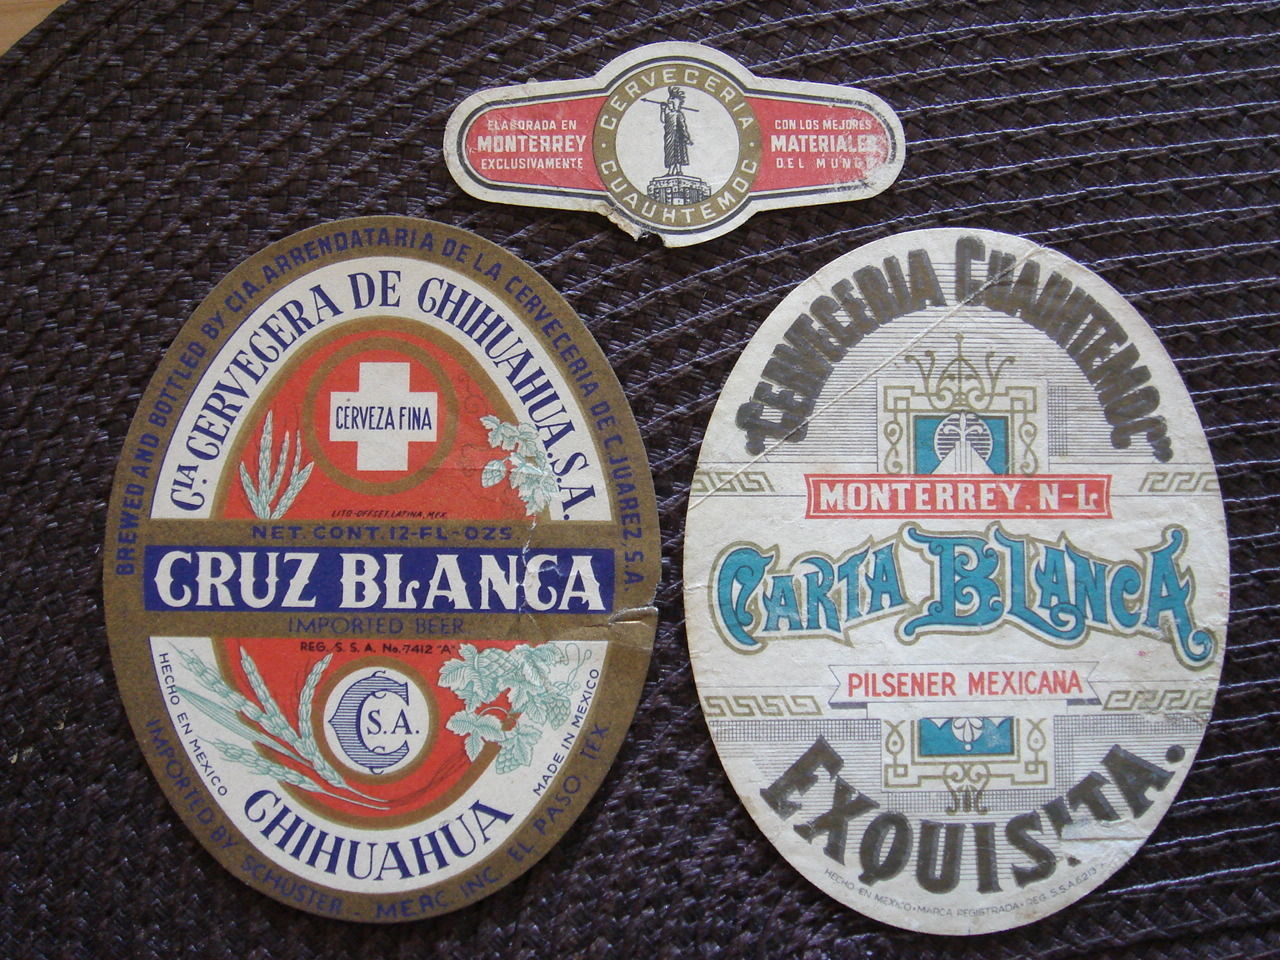 CERVECERIA
CUAUHTEMOC
ELABORADA EN
MONTERREY
EXCLUSIVAMENTE
CON LOS MEJORES
MATERIALES
DEL MUNDO
BREWED AND BOTTLED BY CIA. ARRENDATARIA DE LA CERVECERIA DE C. JUAREZ S.A.
CIA. CERVECERA DE CHIHUAHUA. S. A.
CERVEZA FINA
LITO-OFFSET, LATINA, MEX.
NET. CONT. 12-FL-OZS
CRUZ BLANCA
IMPORTED BEER
REG. S. S. A. No. 7412 "A"
C S.A.
HECHO EN MEXICO
MADE IN MEXICO
CHIHUAHUA
IMPORTED BY SCHUSTER - MERC. INC. EL PASO, TEX
"CERVECERIA CUAUHTEMOC"
MONTERREY. N-L.
CARTA BLANCA
PILSENER MEXICANA
EXQUISITA.
HECHO EN MEXICO • MARCA REGISTRADA • REG. S.S.A. 6213